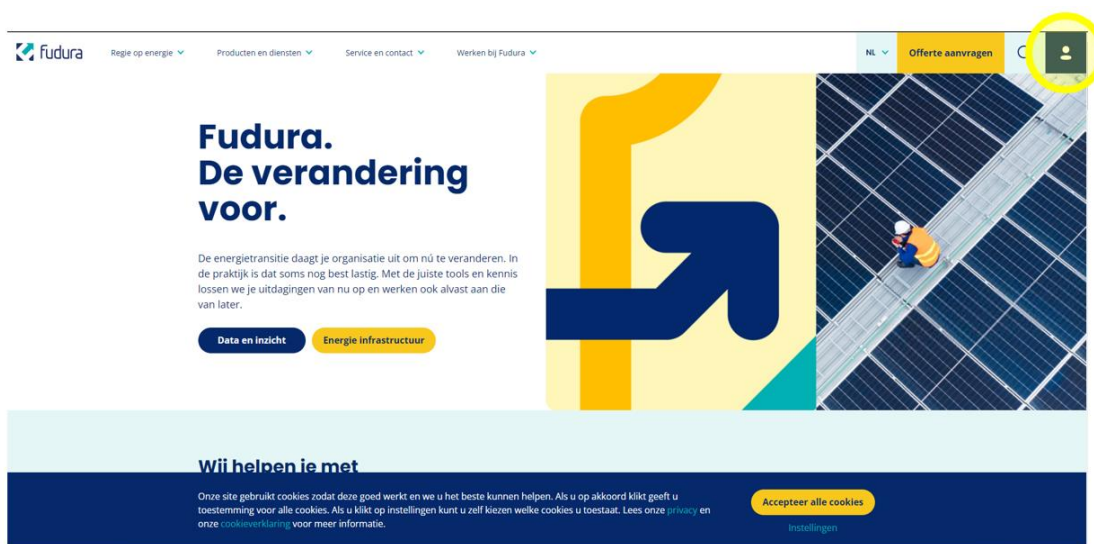 fudura
Regie op energie
Producten en diensten
Service en contact
Werken bij Fudura
NL
Offerte aanvragen
Fudura.
De verandering
voor.
De energietransitie daagt je organisatie uit om nú te veranderen. In
de praktijk is dat soms nog best lastig. Met de juiste tools en kennis
lossen we je uitdagingen van nu op en werken ook alvast aan die
van later.
Data en inzicht
Energie infrastructuur
Wij helpen je met
Onze site gebruikt cookies zodat deze goed werkt en we u het beste kunnen helpen. Als u op akkoord klikt geeft u
toestemming voor alle cookies. Als u klikt op instellingen kunt u zelf kiezen welke cookies u toestaat. Lees onze privacy en
onze cookieverklaring voor meer informatie.
Accepteer alle cookies
Instellingen